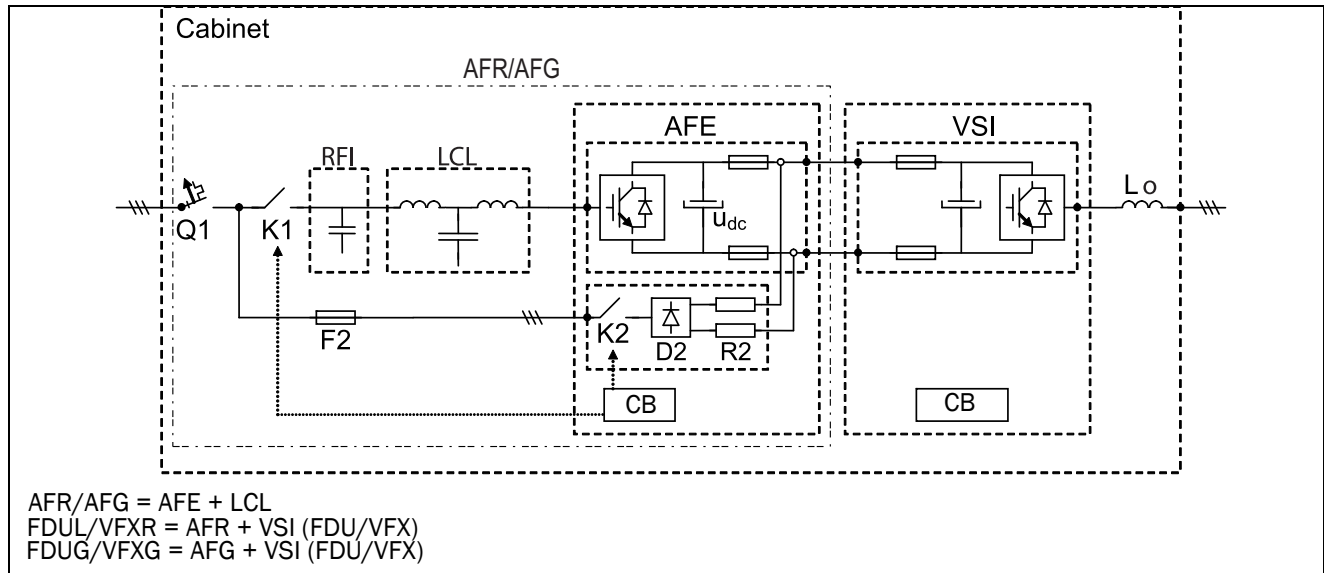 Cabinet
AFR/AFG
AFE
VSI
RFI
LCL
Lo
Q1
K1
udc
F2
K2
D2
R2
CB
CB
AFR/AFG = AFE + LCL
FDUL/VFXR = AFR + VSI (FDU/VFX)
FDUG/VFXG = AFG + VSI (FDU/VFX)